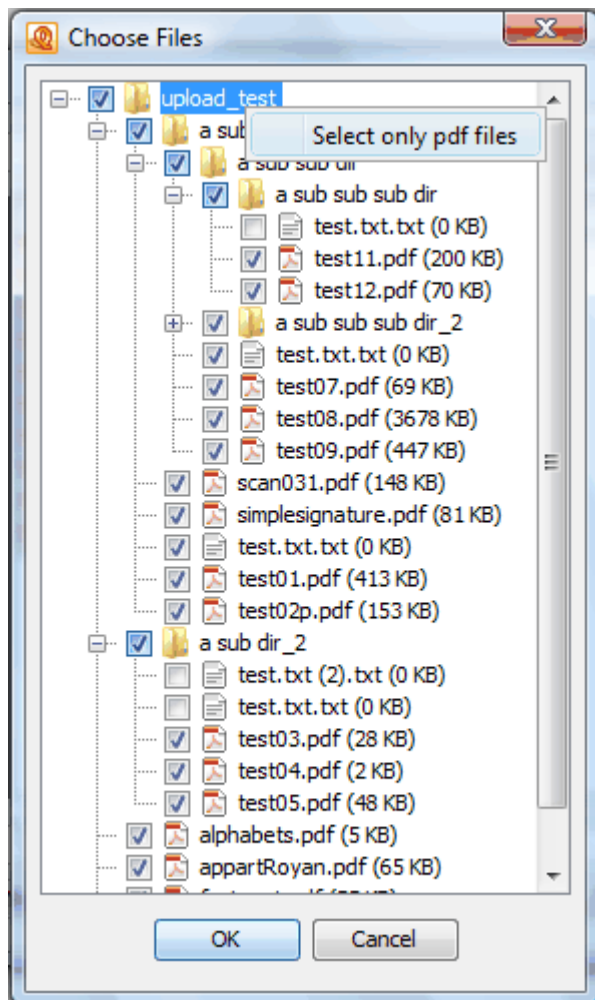 Choose Files
upload_test
a sub
Select only pdf files
a sub sub dir
a sub sub sub dir
test.txt.txt (0 KB)
test11.pdf (200 KB)
test12.pdf (70 KB)
a sub sub sub dir_2
test.txt.txt (0 KB)
test07.pdf (69 KB)
test08.pdf (3678 KB)
test09.pdf (447 KB)
scan031.pdf (148 KB)
simplesignature.pdf (81 KB)
test.txt.txt (0 KB)
test01.pdf (413 KB)
test02p.pdf (153 KB)
a sub dir_2
test.txt (2).txt (0 KB)
test.txt.txt (0 KB)
test03.pdf (28 KB)
test04.pdf (2 KB)
test05.pdf (48 KB)
alphabets.pdf (5 KB)
appartRoyan.pdf (65 KB)
OK Cancel